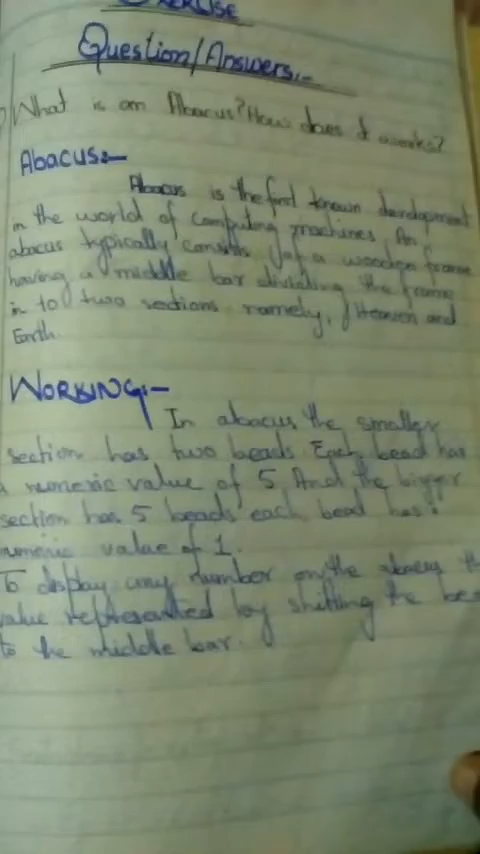 EXERCISE
Question/Answers:-
What is an Abacus? How does it works?
Abacus:-
Abacus is the first known development
in the world of computing machines. An
abacus typically consists of a wooden frame
having a middle bar dividing the frame
in to two sections namely, Heaven and
Earth.
WORKING:-
In abacus the smaller
section has two beads. Each bead has
a numeric value of 5. And the bigger
section has 5 beads each bead has
numeric value of 1.
To display any number on the abacus
value represented by shifting the
to the middle bar.